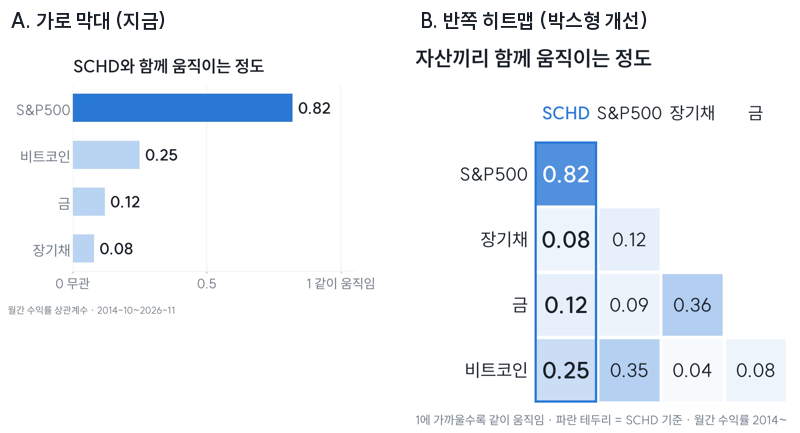 A. 가로 막대 (지금)
SCHD와 함께 움직이는 정도
S&P500 0.82
비트코인 0.25
금 0.12
장기채 0.08
0 무관 0.5 1 같이 움직임
월간 수익률 상관계수 · 2014-10~2026-11
B. 반쪽 히트맵 (박스형 개선)
자산끼리 함께 움직이는 정도
SCHD S&P500 장기채 금
S&P500 0.82
장기채 0.08 0.12
금 0.12 0.09 0.36
비트코인 0.25 0.35 0.04 0.08
1에 가까울수록 같이 움직임 · 파란 테두리 = SCHD 기준 · 월간 수익률 2014~